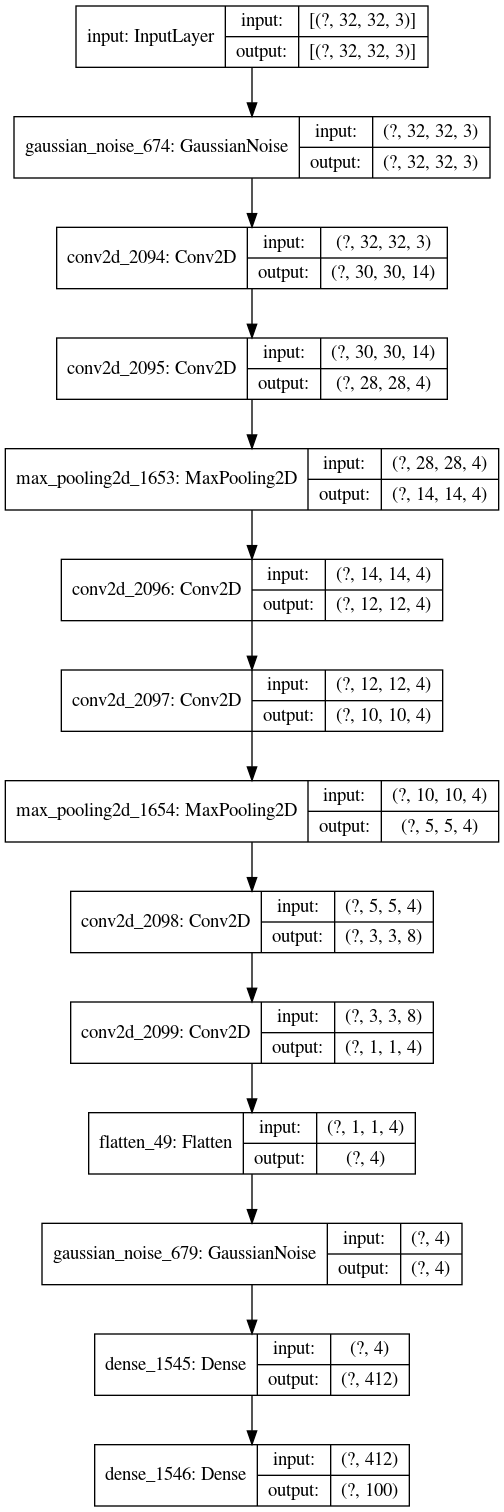 input: InputLayer
input: [(?, 32, 32, 3)]
output: [(?, 32, 32, 3)]
gaussian_noise_674: GaussianNoise
input: (?, 32, 32, 3)
output: (?, 32, 32, 3)
conv2d_2094: Conv2D
input: (?, 32, 32, 3)
output: (?, 30, 30, 14)
conv2d_2095: Conv2D
input: (?, 30, 30, 14)
output: (?, 28, 28, 4)
max_pooling2d_1653: MaxPooling2D
input: (?, 28, 28, 4)
output: (?, 14, 14, 4)
conv2d_2096: Conv2D
input: (?, 14, 14, 4)
output: (?, 12, 12, 4)
conv2d_2097: Conv2D
input: (?, 12, 12, 4)
output: (?, 10, 10, 4)
max_pooling2d_1654: MaxPooling2D
input: (?, 10, 10, 4)
output: (?, 5, 5, 4)
conv2d_2098: Conv2D
input: (?, 5, 5, 4)
output: (?, 3, 3, 8)
conv2d_2099: Conv2D
input: (?, 3, 3, 8)
output: (?, 1, 1, 4)
flatten_49: Flatten
input: (?, 1, 1, 4)
output: (?, 4)
gaussian_noise_679: GaussianNoise
input: (?, 4)
output: (?, 4)
dense_1545: Dense
input: (?, 4)
output: (?, 412)
dense_1546: Dense
input: (?, 412)
output: (?, 100)